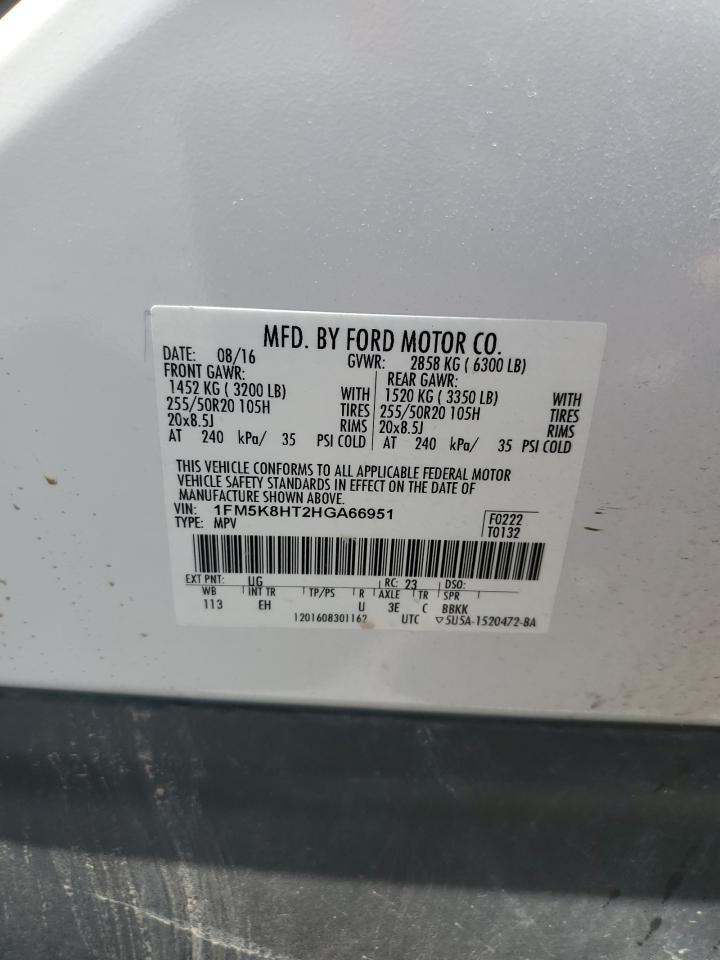 MFD. BY FORD MOTOR CO.
DATE: 08/16 GVWR: 2858 KG ( 6300 LB)
FRONT GAWR: REAR GAWR:
1452 KG ( 3200 LB) WITH 1520 KG ( 3350 LB) WITH
255/50R20 105H TIRES 255/50R20 105H TIRES
20x8.5J RIMS 20x8.5J RIMS
AT 240 kPa/ 35 PSI COLD AT 240 kPa/ 35 PSI COLD
THIS VEHICLE CONFORMS TO ALL APPLICABLE FEDERAL MOTOR
VEHICLE SAFETY STANDARDS IN EFFECT ON THE DATE OF
MANUFACTURE SHOWN ABOVE.
VIN: 1FM5K8HT2HGA66951 F0222
TYPE: MPV T0132
EXT PNT: UG RC: 23 DSO:
WB INT TR TP/PS R AXLE TR SPR
113 EH U 3E C BBKK
1201608301162 UTC ▽5U5A-1520472-BA